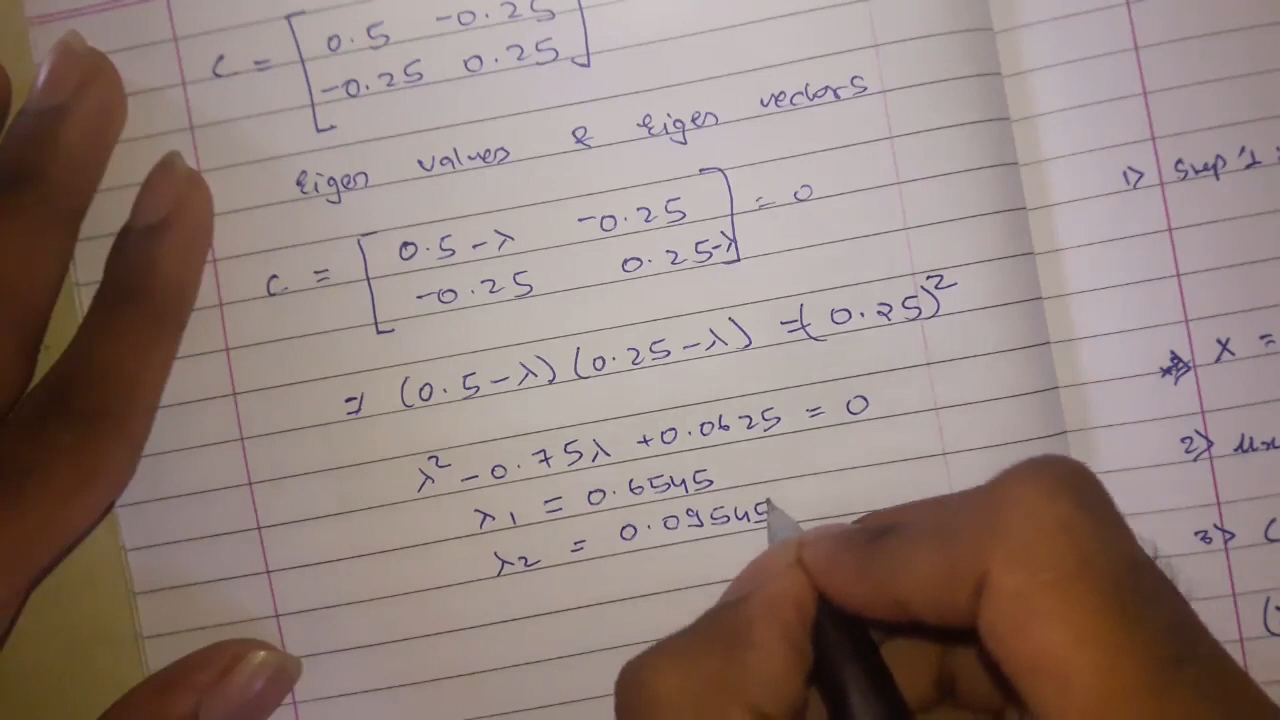 C = [ 0.5 -0.25
-0.25 0.25 ]
Eigen values & Eigen vectors
C = [ 0.5-λ -0.25
-0.25 0.25-λ ] = 0
⇒ (0.5-λ)(0.25-λ) =(0.25)²
λ² - 0.75λ + 0.0625 = 0
λ1 = 0.6545
λ2 = 0.09545
1> Step 1:
X =
2>
3> C
(